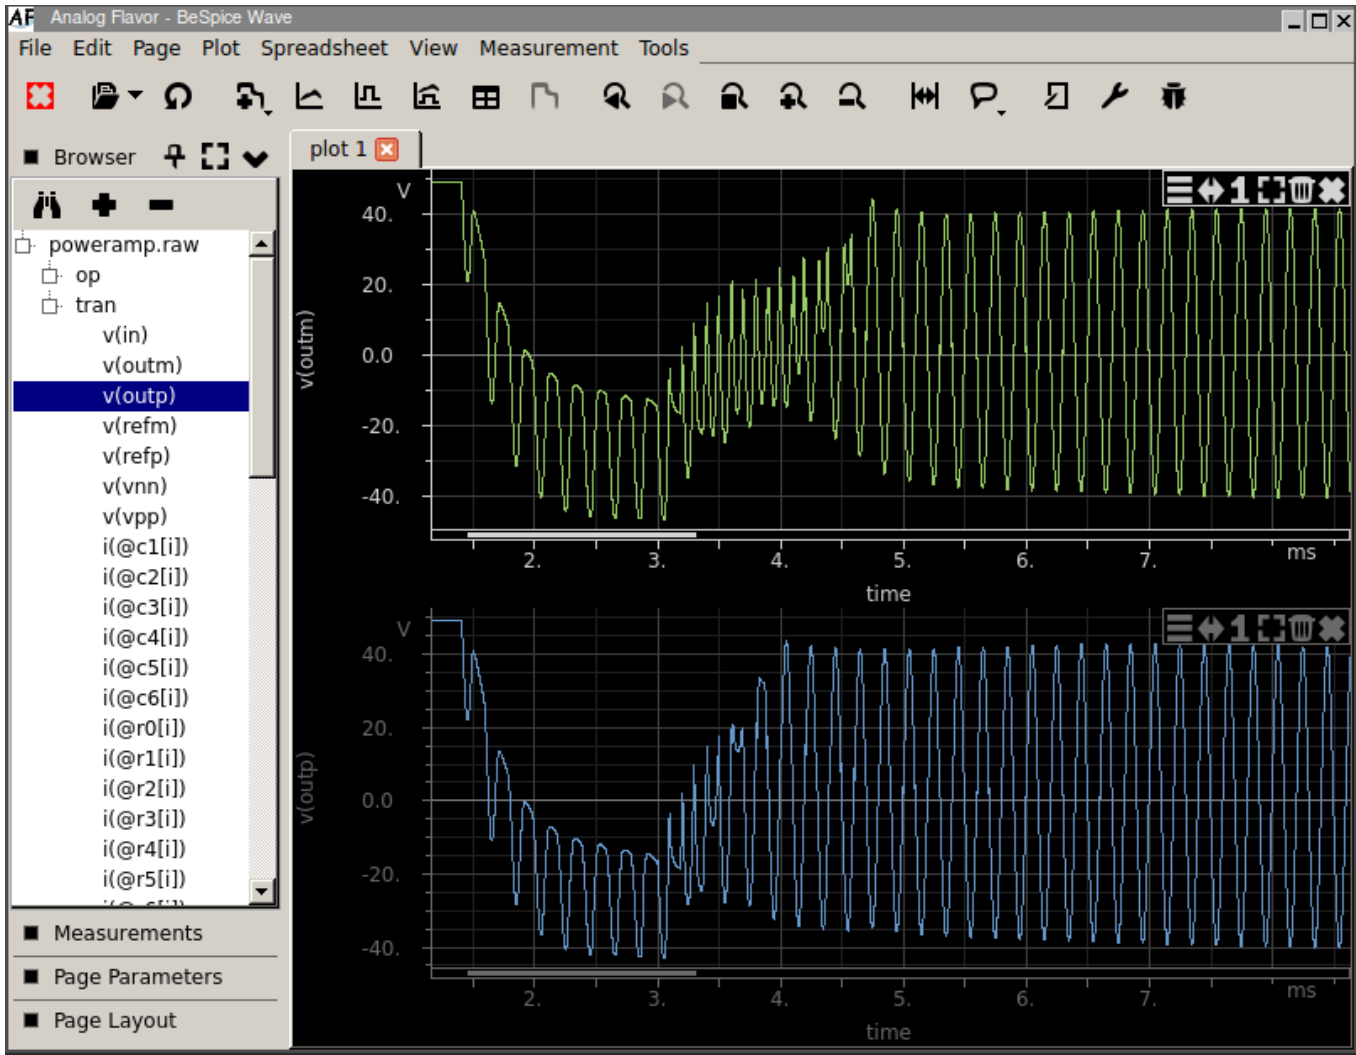 AF Analog Flavor - BeSpice Wave
File Edit Page Plot Spreadsheet View Measurement Tools
Browser
plot 1
poweramp.raw
op
tran
v(in)
v(outm)
v(outp)
v(refm)
v(refp)
v(vnn)
v(vpp)
i(@c1[i])
i(@c2[i])
i(@c3[i])
i(@c4[i])
i(@c5[i])
i(@c6[i])
i(@r0[i])
i(@r1[i])
i(@r2[i])
i(@r3[i])
i(@r4[i])
i(@r5[i])
Measurements
Page Parameters
Page Layout
V
1
40.
20.
0.0
-20.
-40.
v(outm)
2. 3. 4. 5. 6. 7. ms
time
V
1
40.
20.
0.0
-20.
-40.
v(outp)
2. 3. 4. 5. 6. 7. ms
time